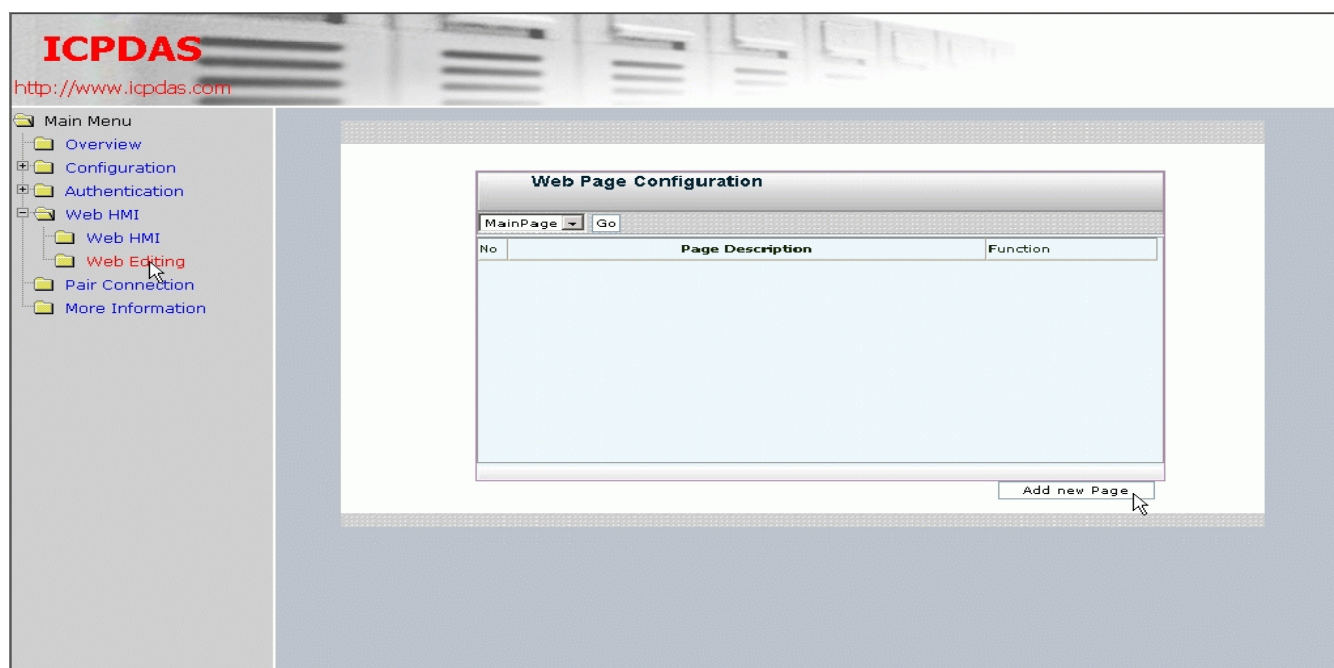 ICPDAS
http://www.icpdas.com
Main Menu
Overview
Configuration
Authentication
Web HMI
Web HMI
Web Editing
Pair Connection
More Information
Web Page Configuration
MainPage Go
No Page Description Function
Add new Page